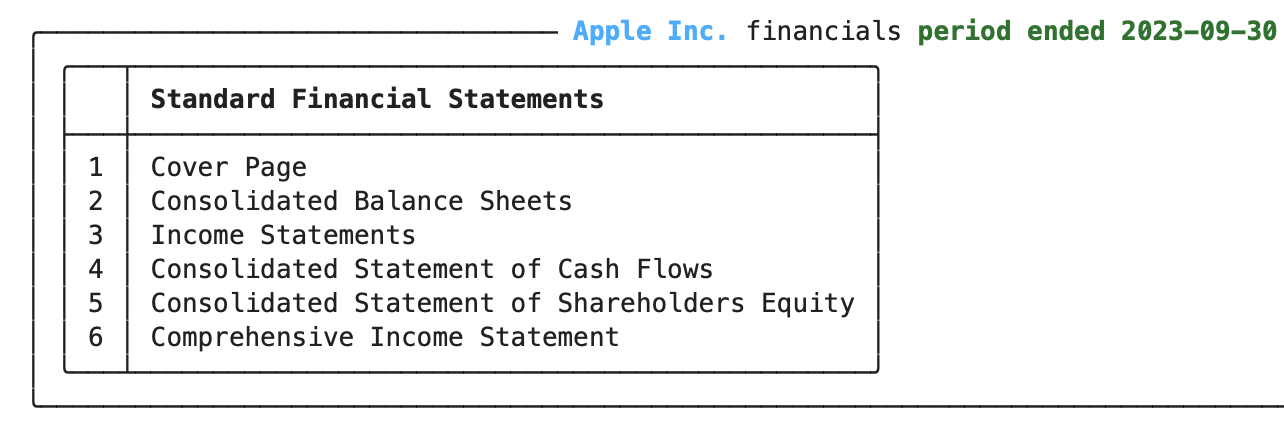 Apple Inc. financials period ended 2023-09-30
Standard Financial Statements
1 Cover Page
2 Consolidated Balance Sheets
3 Income Statements
4 Consolidated Statement of Cash Flows
5 Consolidated Statement of Shareholders Equity
6 Comprehensive Income Statement